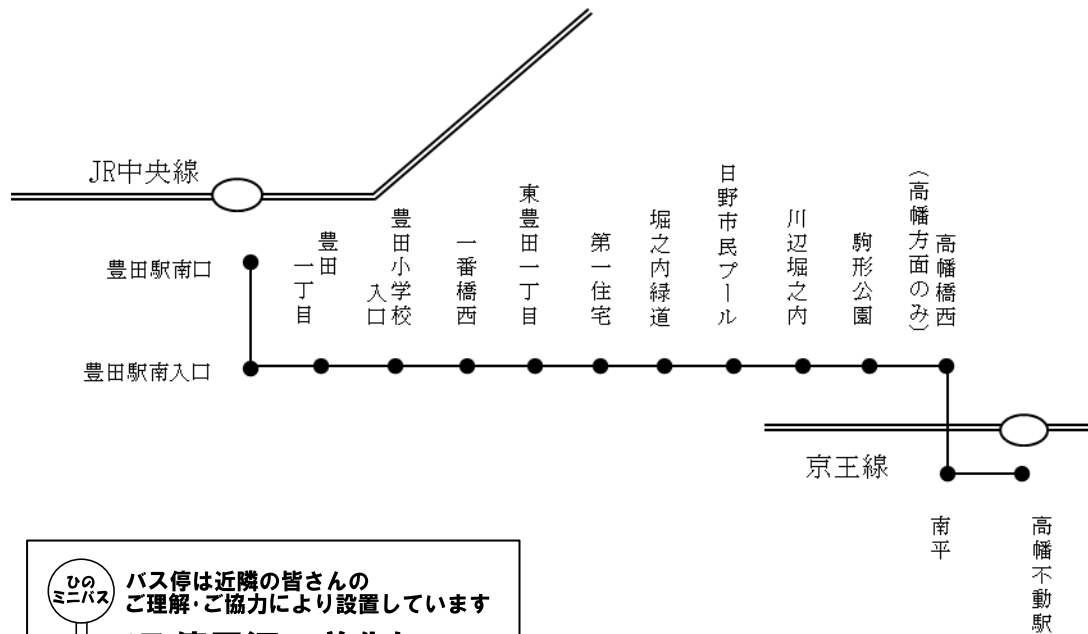 JR中央線
豊田駅南口
豊田駅南入口
豊田
一丁目
豊田小学校
入口
一番橋西
東豊田一丁目
第一住宅
堀之内緑道
日野市民プール
川辺堀之内
駒形公園
高幡橋西
(高幡方面のみ)
京王線
南平
高幡不動駅
ひの
ミニバス
バス停は近隣の皆さんの
ご理解·ご協力により設置しています